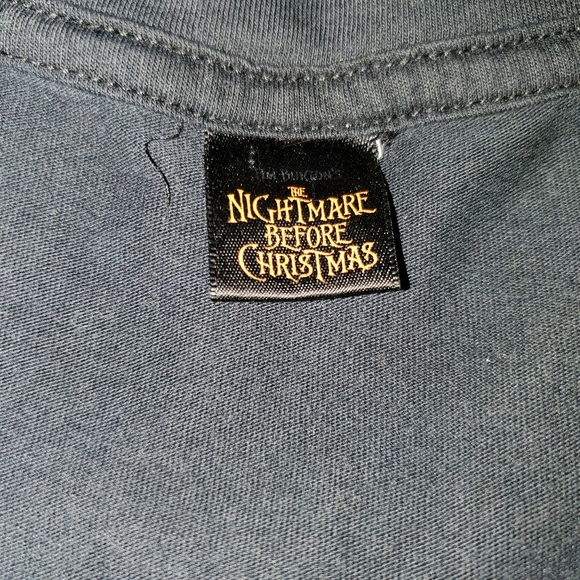 TIM BURTON'S
THE
NIGHTMARE
BEFORE
CHRISTMAS